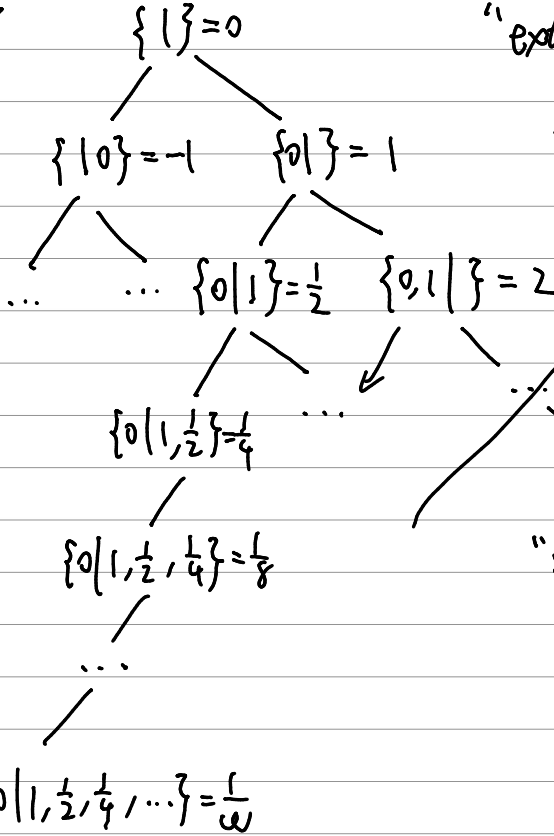 { | } = 0
"ext
{ | 0 } = -1 { 0 | } = 1
... ... { 0 | 1 } = 1/2 { 0, 1 | } = 2
{ 0 | 1, 1/2 } = 1/4 ... ...
{ 0 | 1, 1/2, 1/4 } = 1/8
"
...
0 | 1, 1/2, 1/4, ... } = 1/ω